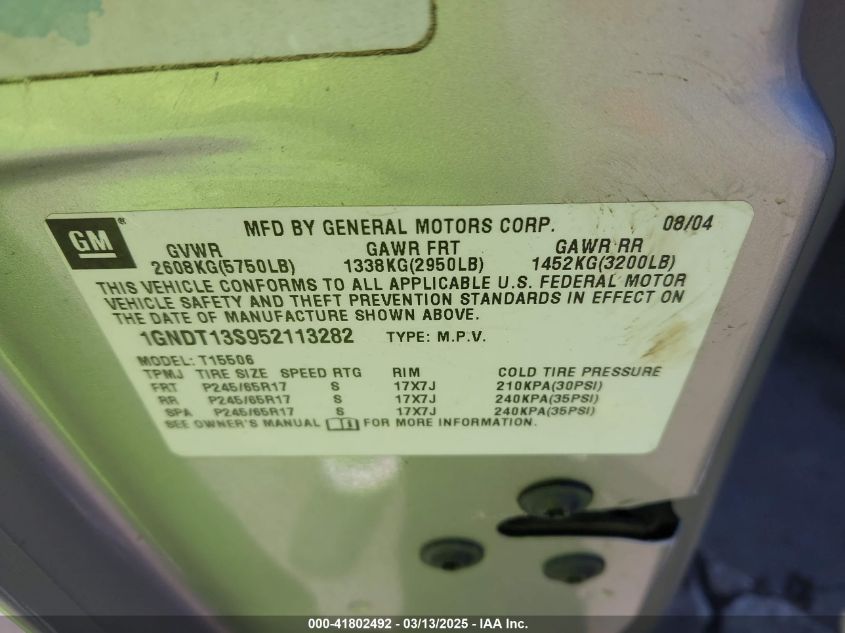 GM®
MFD BY GENERAL MOTORS CORP. 08/04
GVWR GAWR FRT GAWR RR
2608KG(5750LB) 1338KG(2950LB) 1452KG(3200LB)
THIS VEHICLE CONFORMS TO ALL APPLICABLE U.S. FEDERAL MOTOR
VEHICLE SAFETY AND THEFT PREVENTION STANDARDS IN EFFECT ON
THE DATE OF MANUFACTURE SHOWN ABOVE.
1GNDT13S952113282 TYPE: M.P.V.
MODEL: T15506
TPMJ TIRE SIZE SPEED RTG RIM COLD TIRE PRESSURE
FRT P245/65R17 S 17X7J 210KPA(30PSI)
RR P245/65R17 S 17X7J 240KPA(35PSI)
SPA P245/65R17 S 17X7J 240KPA(35PSI)
SEE OWNER'S MANUAL FOR MORE INFORMATION.
000-41802492 - 03/13/2025 - IAA Inc.